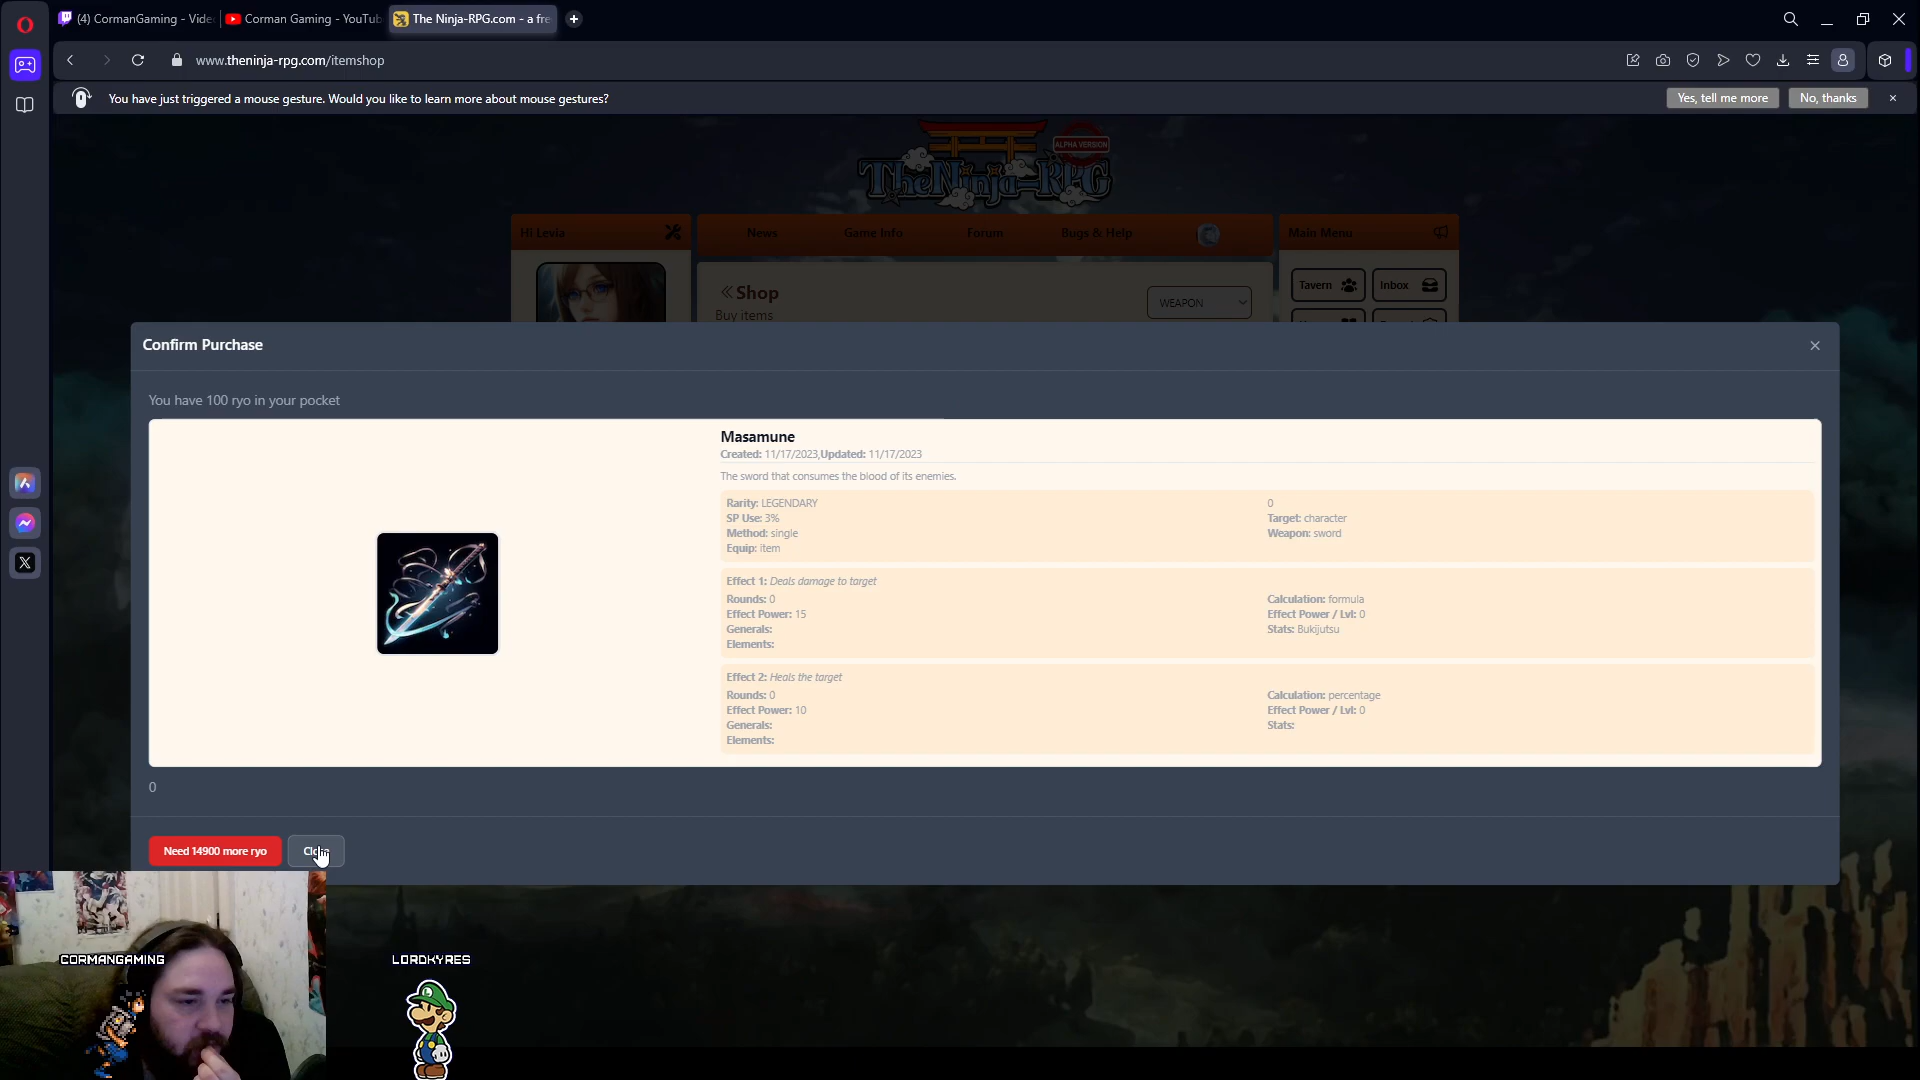 (4) CormanGaming - Vide
Corman Gaming - YouTub
The Ninja-RPG.com - a fre
www.theninja-rpg.com/itemshop
You have just triggered a mouse gesture. Would you like to learn more about mouse gestures?
Yes, tell me more
No, thanks
ALPHA VERSION
TheNinja-RPG
Hi Levia
News
Game Info
Forum
Bugs & Help
Main Menu
Shop
Buy items
WEAPON
Tavern
Inbox
Confirm Purchase
You have 100 ryo in your pocket
Masamune
Created: 11/17/2023,Updated: 11/17/2023
The sword that consumes the blood of its enemies.
Rarity: LEGENDARY
0
SP Use: 3%
Target: character
Method: single
Weapon: sword
Equip: item
Effect 1: Deals damage to target
Rounds: 0
Calculation: formula
Effect Power: 15
Effect Power / Lvl: 0
Generals:
Stats: Bukijutsu
Elements:
Effect 2: Heals the target
Rounds: 0
Calculation: percentage
Effect Power: 10
Effect Power / Lvl: 0
Generals:
Stats:
Elements:
0
Need 14900 more ryo
CORMANGAMING
LORDKYRES